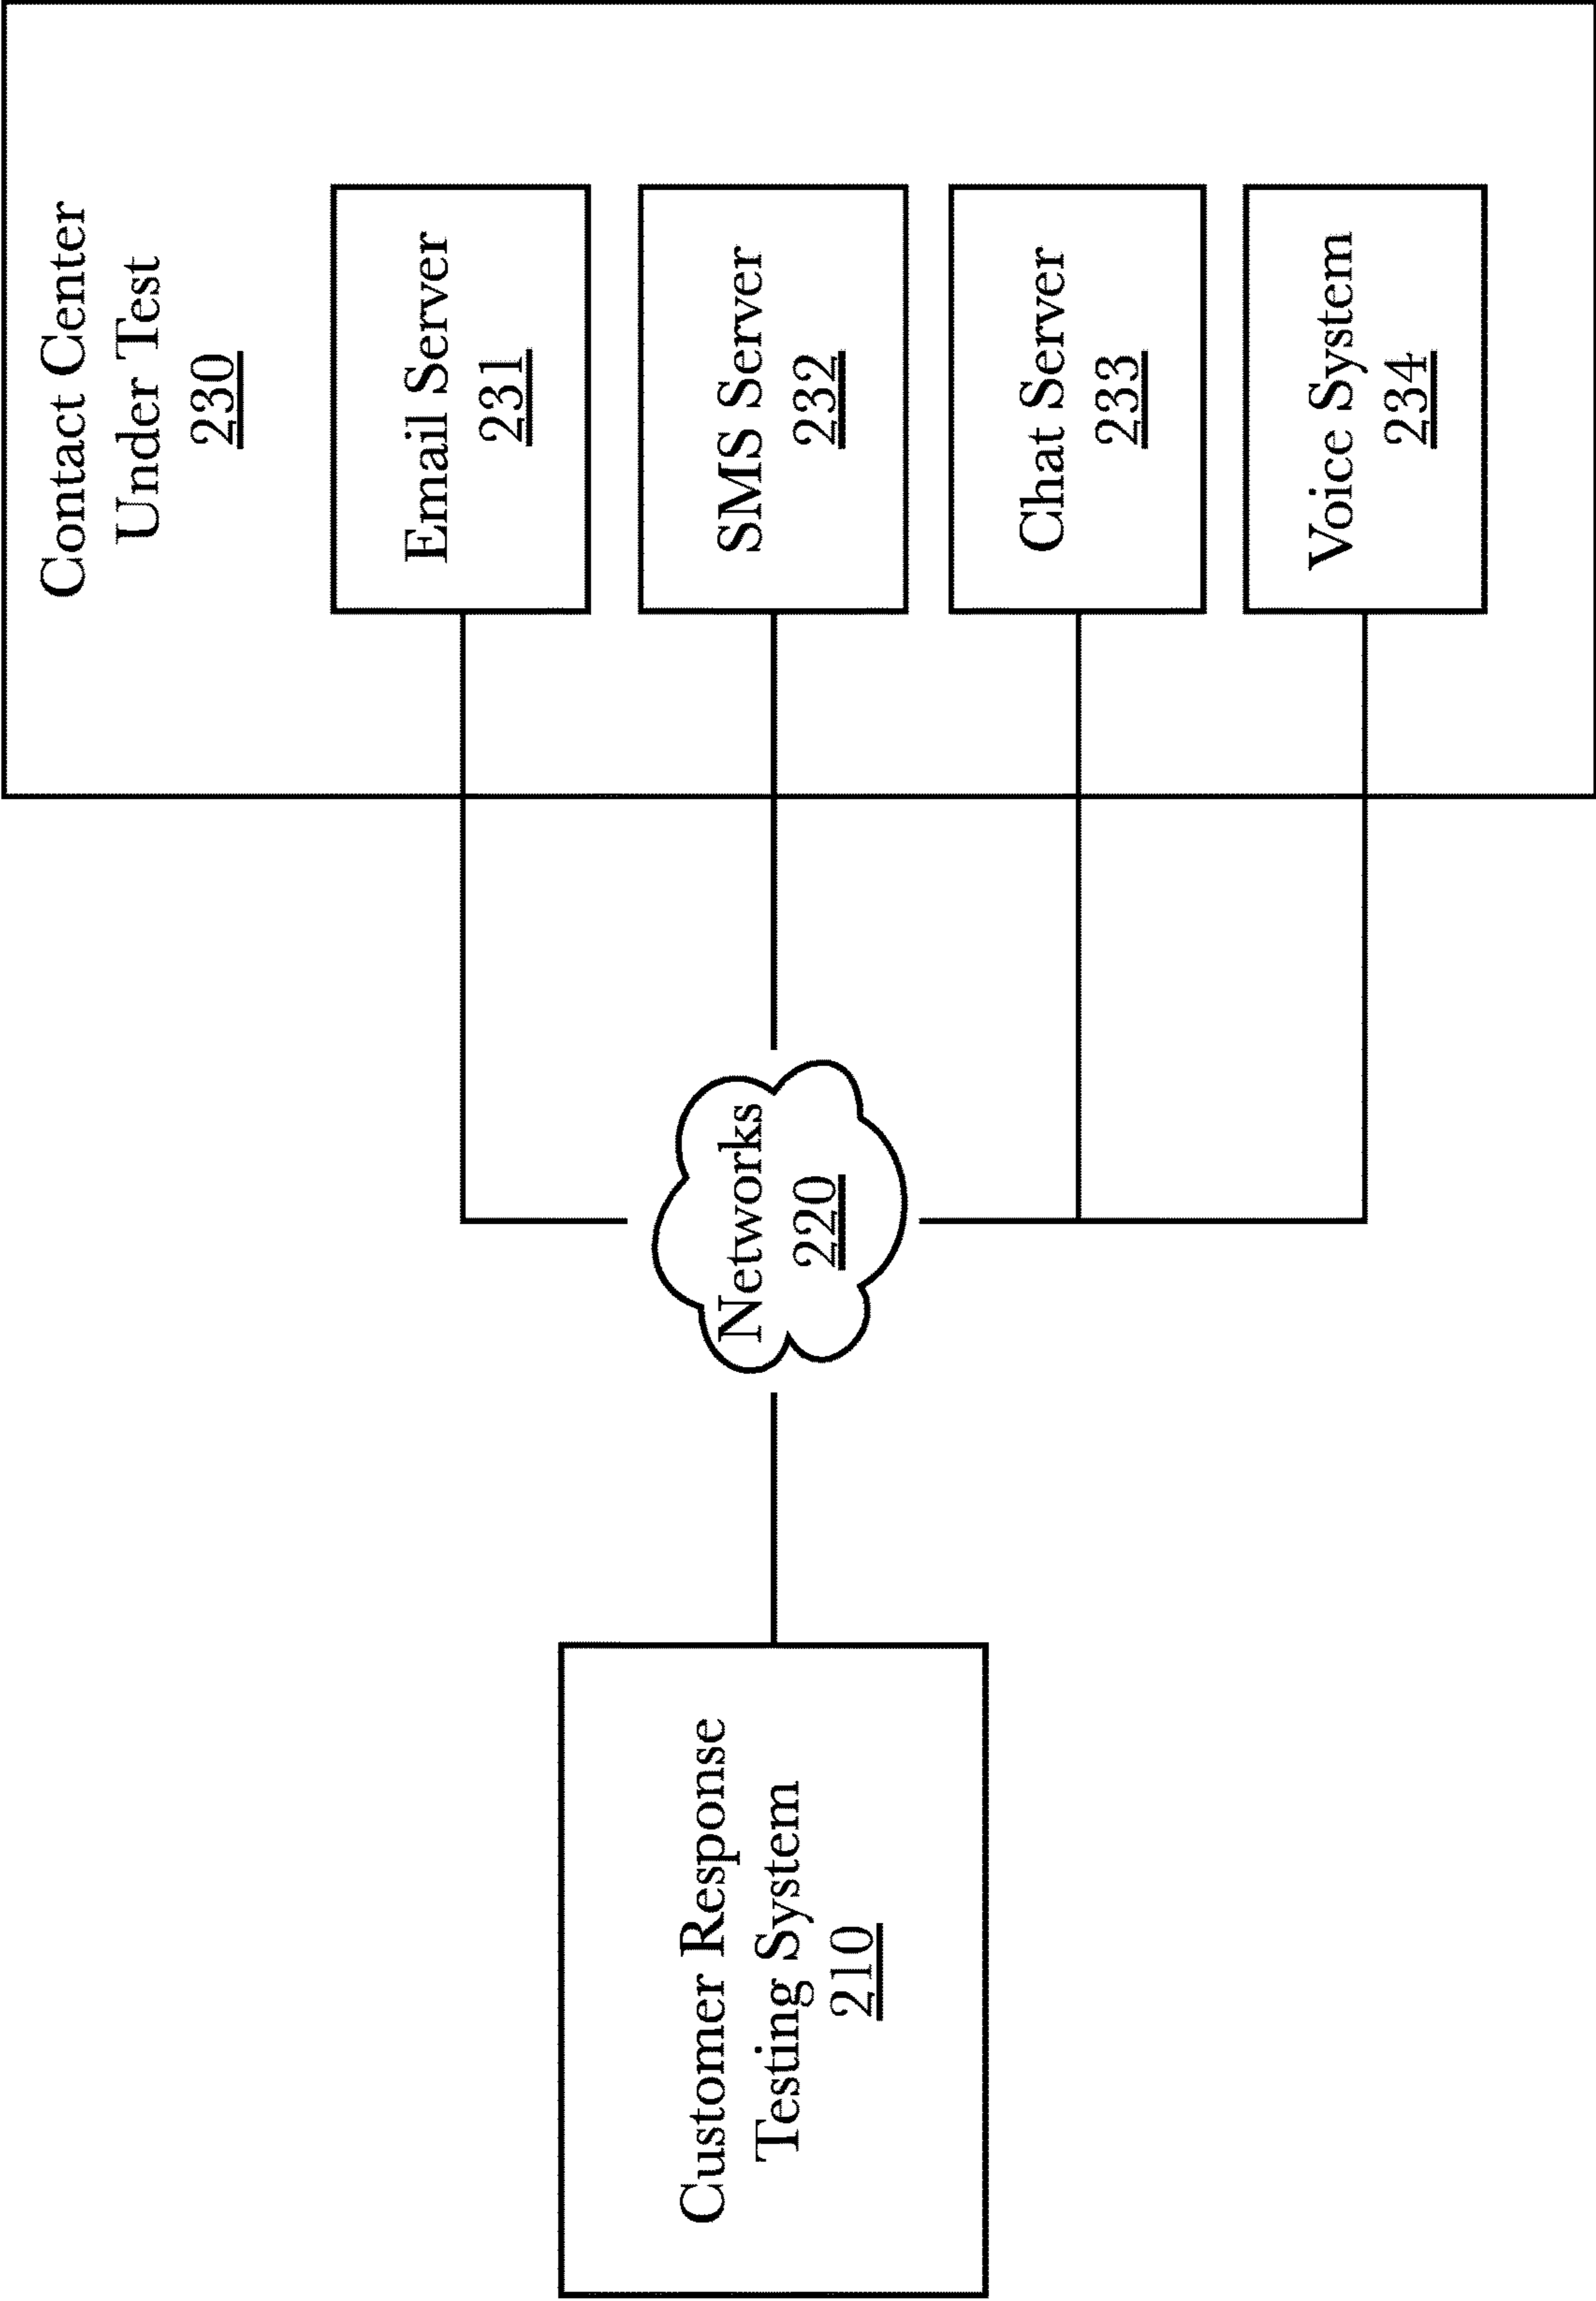 Contact Center
Under Test
230
Email Server
231
SMS Server
232
Chat Server
233
Voice System
234
Networks
220
Customer Response
Testing System
210